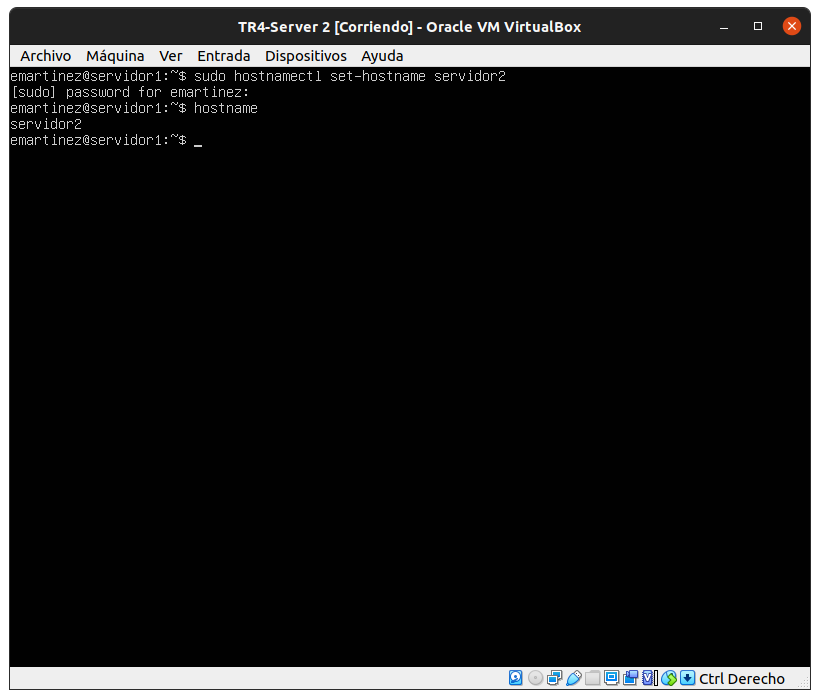 TR4-Server 2 [Corriendo] - Oracle VM VirtualBox
Archivo Máquina Ver Entrada Dispositivos Ayuda
emartinez@servidor1:~$ sudo hostnamectl set-hostname servidor2
[sudo] password for emartinez:
emartinez@servidor1:~$ hostname
servidor2
emartinez@servidor1:~$ _
Ctrl Derecho